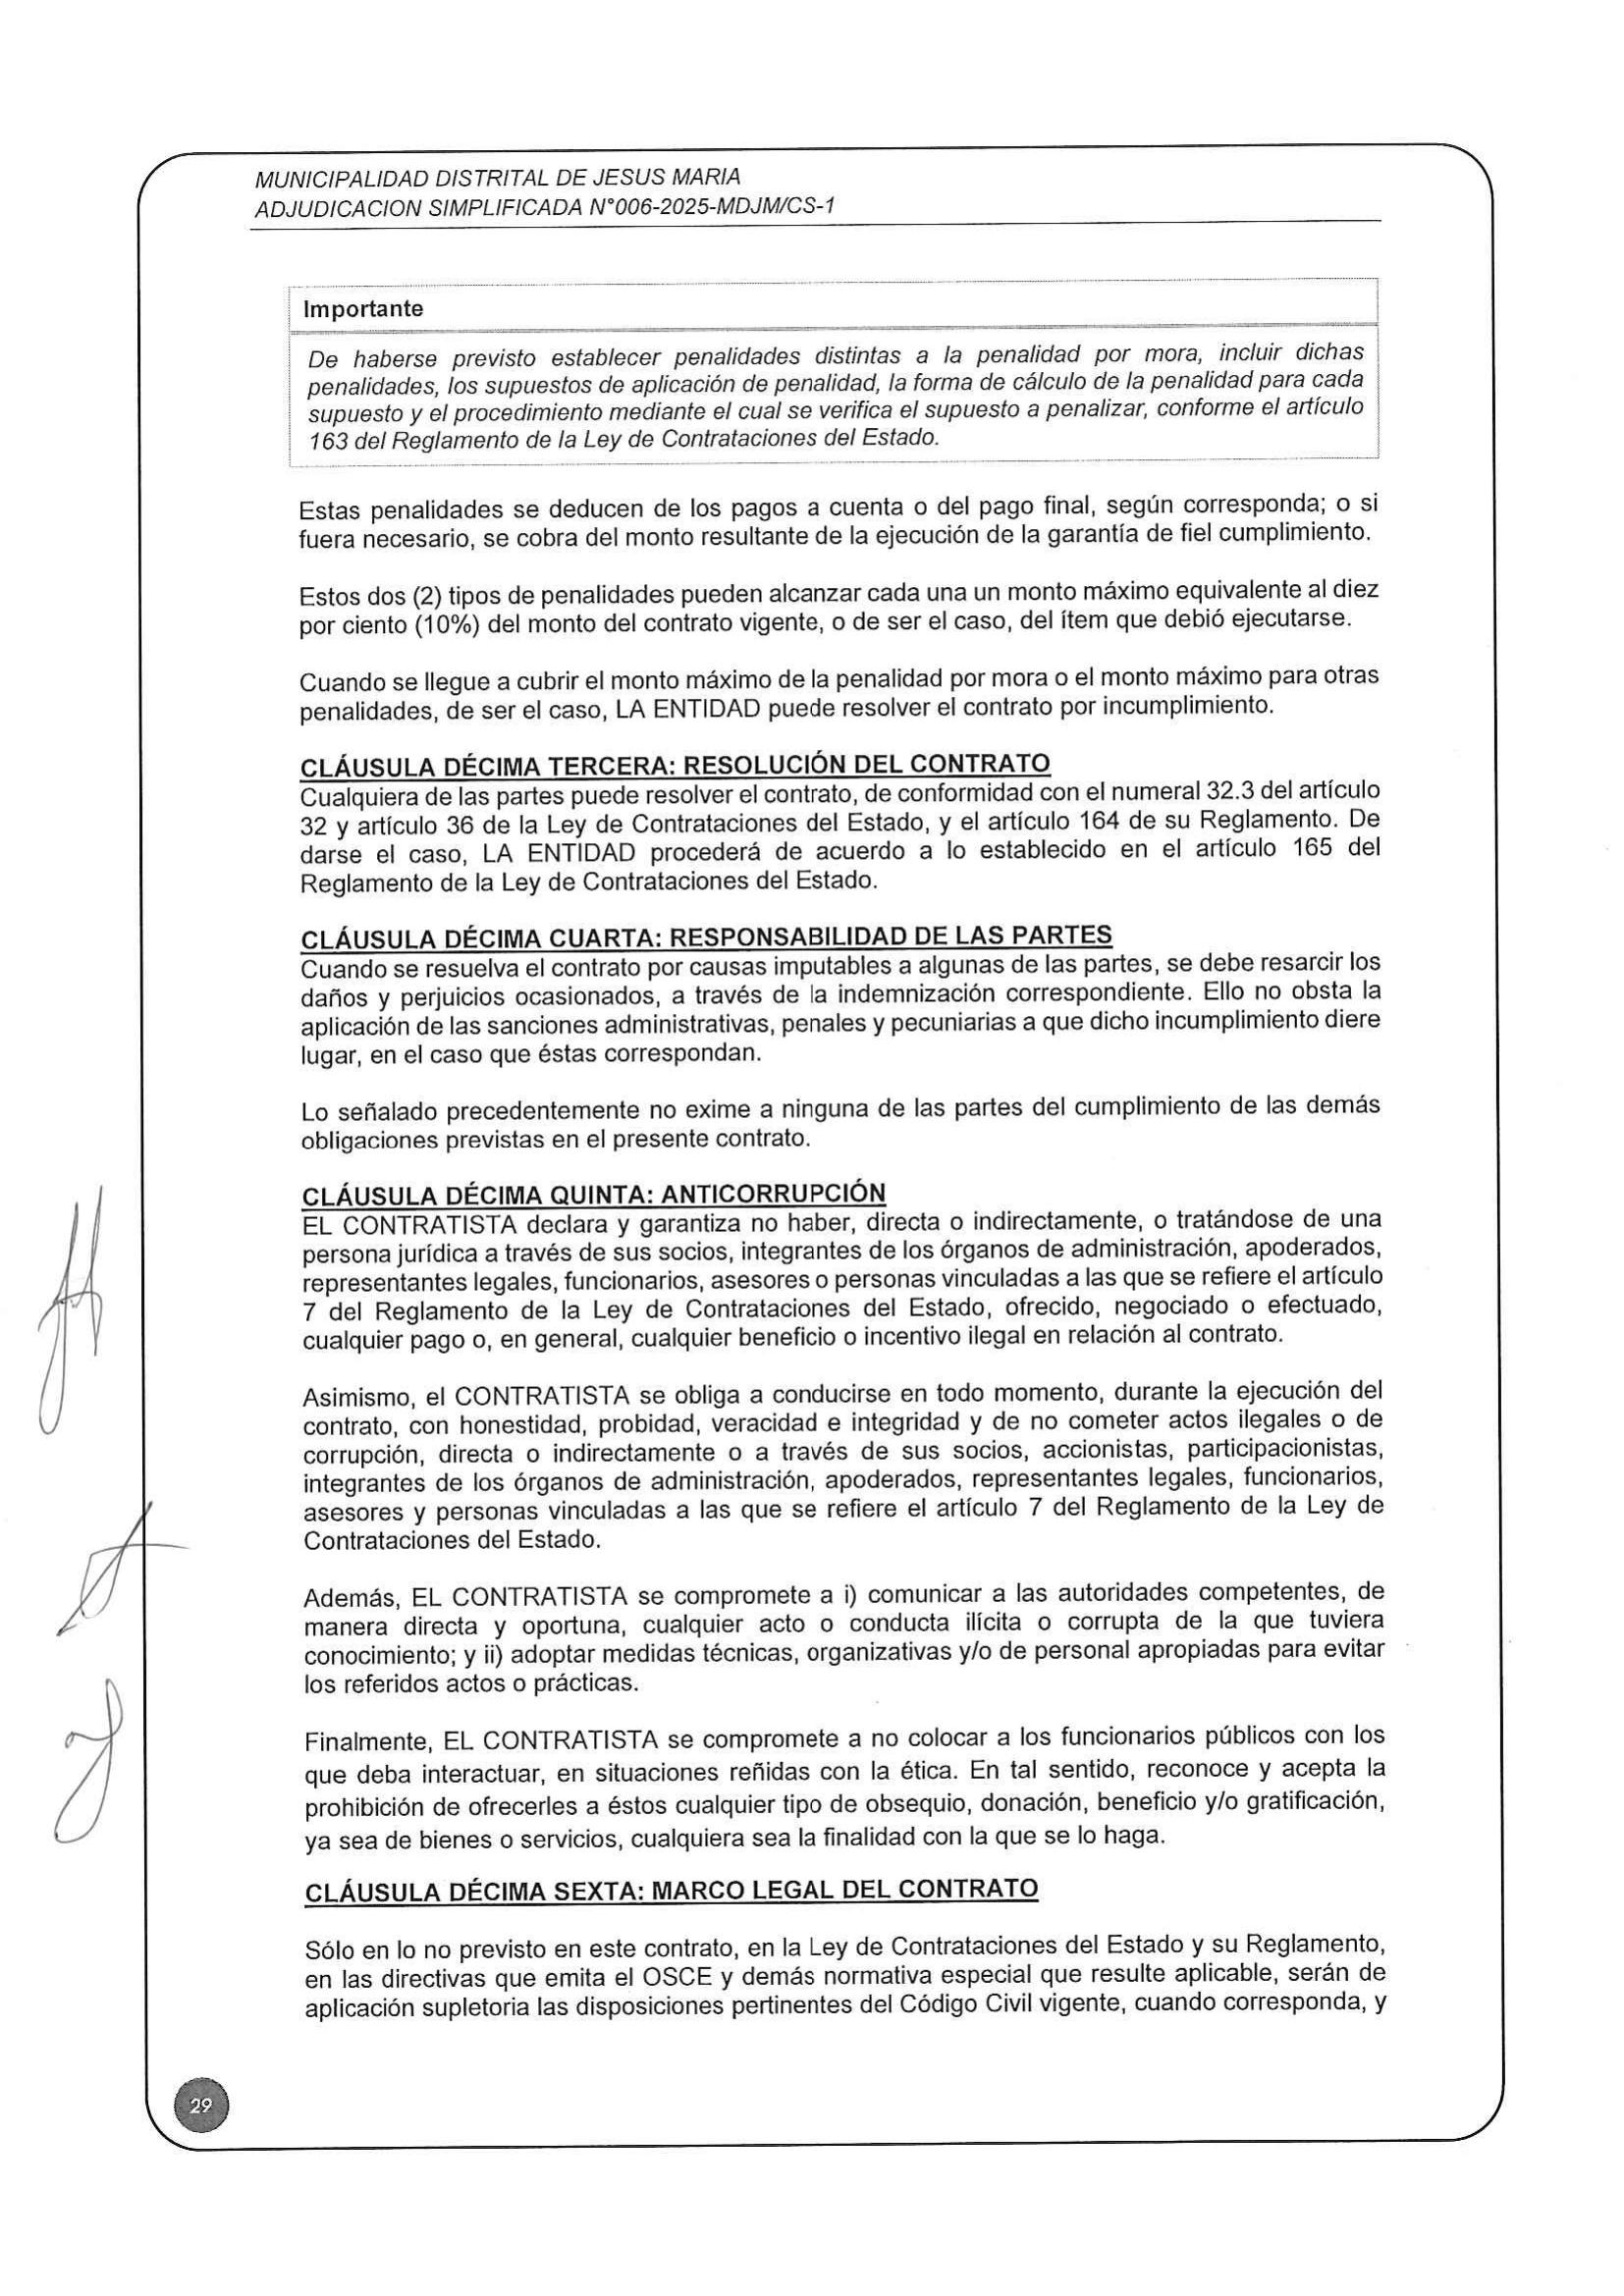 MUNICIPALIDAD DISTRITAL DE JESUS MARIA
ADJUDICACION SIMPLIFICADA N°006-2025-MDJM/CS-1
Importante
De haberse previsto establecer penalidades distintas a la penalidad por mora, incluir dichas
penalidades, los supuestos de aplicación de penalidad, la forma de cálculo de la penalidad para cada
supuesto y el procedimiento mediante el cual se verifica el supuesto a penalizar, conforme el artículo
163 del Reglamento de la Ley de Contrataciones del Estado.
Estas penalidades se deducen de los pagos a cuenta o del pago final, según corresponda; o si
fuera necesario, se cobra del monto resultante de la ejecución de la garantía de fiel cumplimiento.
Estos dos (2) tipos de penalidades pueden alcanzar cada una un monto máximo equivalente al diez
por ciento (10%) del monto del contrato vigente, o de ser el caso, del ítem que debió ejecutarse.
Cuando se llegue a cubrir el monto máximo de la penalidad por mora o el monto máximo para otras
penalidades, de ser el caso, LA ENTIDAD puede resolver el contrato por incumplimiento.
CLÁUSULA DÉCIMA TERCERA: RESOLUCIÓN DEL CONTRATO
Cualquiera de las partes puede resolver el contrato, de conformidad con el numeral 32.3 del artículo
32 y artículo 36 de la Ley de Contrataciones del Estado, y el artículo 164 de su Reglamento. De
darse el caso, LA ENTIDAD procederá de acuerdo a lo establecido en el artículo 165 del
Reglamento de la Ley de Contrataciones del Estado.
CLÁUSULA DÉCIMA CUARTA: RESPONSABILIDAD DE LAS PARTES
Cuando se resuelva el contrato por causas imputables a algunas de las partes, se debe resarcir los
daños y perjuicios ocasionados, a través de la indemnización correspondiente. Ello no obsta la
aplicación de las sanciones administrativas, penales y pecuniarias a que dicho incumplimiento diere
lugar, en el caso que éstas correspondan.
Lo señalado precedentemente no exime a ninguna de las partes del cumplimiento de las demás
obligaciones previstas en el presente contrato.
CLÁUSULA DÉCIMA QUINTA: ANTICORRUPCIÓN
EL CONTRATISTA declara y garantiza no haber, directa o indirectamente, o tratándose de una
persona jurídica a través de sus socios, integrantes de los órganos de administración, apoderados,
representantes legales, funcionarios, asesores o personas vinculadas a las que se refiere el artículo
7 del Reglamento de la Ley de Contrataciones del Estado, ofrecido, negociado o efectuado,
cualquier pago o, en general, cualquier beneficio o incentivo ilegal en relación al contrato.
Asimismo, el CONTRATISTA se obliga a conducirse en todo momento, durante la ejecución del
contrato, con honestidad, probidad, veracidad e integridad y de no cometer actos ilegales o de
corrupción, directa o indirectamente o a través de sus socios, accionistas, participacionistas,
integrantes de los órganos de administración, apoderados, representantes legales, funcionarios,
asesores y personas vinculadas a las que se refiere el artículo 7 del Reglamento de la Ley de
Contrataciones del Estado.
Además, EL CONTRATISTA se compromete a i) comunicar a las autoridades competentes, de
manera directa y oportuna, cualquier acto o conducta ilícita o corrupta de la que tuviera
conocimiento; y ii) adoptar medidas técnicas, organizativas y/o de personal apropiadas para evitar
los referidos actos o prácticas.
Finalmente, EL CONTRATISTA se compromete a no colocar a los funcionarios públicos con los
que deba interactuar, en situaciones reñidas con la ética. En tal sentido, reconoce y acepta la
prohibición de ofrecerles a éstos cualquier tipo de obsequio, donación, beneficio y/o gratificación,
ya sea de bienes o servicios, cualquiera sea la finalidad con la que se lo haga.
CLÁUSULA DÉCIMA SEXTA: MARCO LEGAL DEL CONTRATO
Sólo en lo no previsto en este contrato, en la Ley de Contrataciones del Estado y su Reglamento,
en las directivas que emita el OSCE y demás normativa especial que resulte aplicable, serán de
aplicación supletoria las disposiciones pertinentes del Código Civil vigente, cuando corresponda, y
29